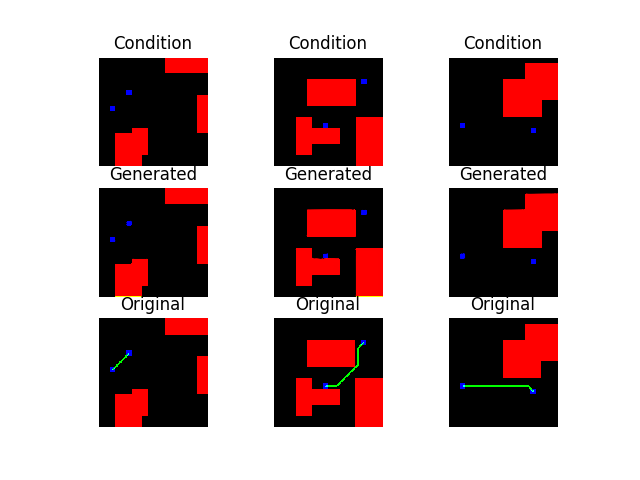 Condition Condition Condition
Generated Generated Generated
Original Original Original